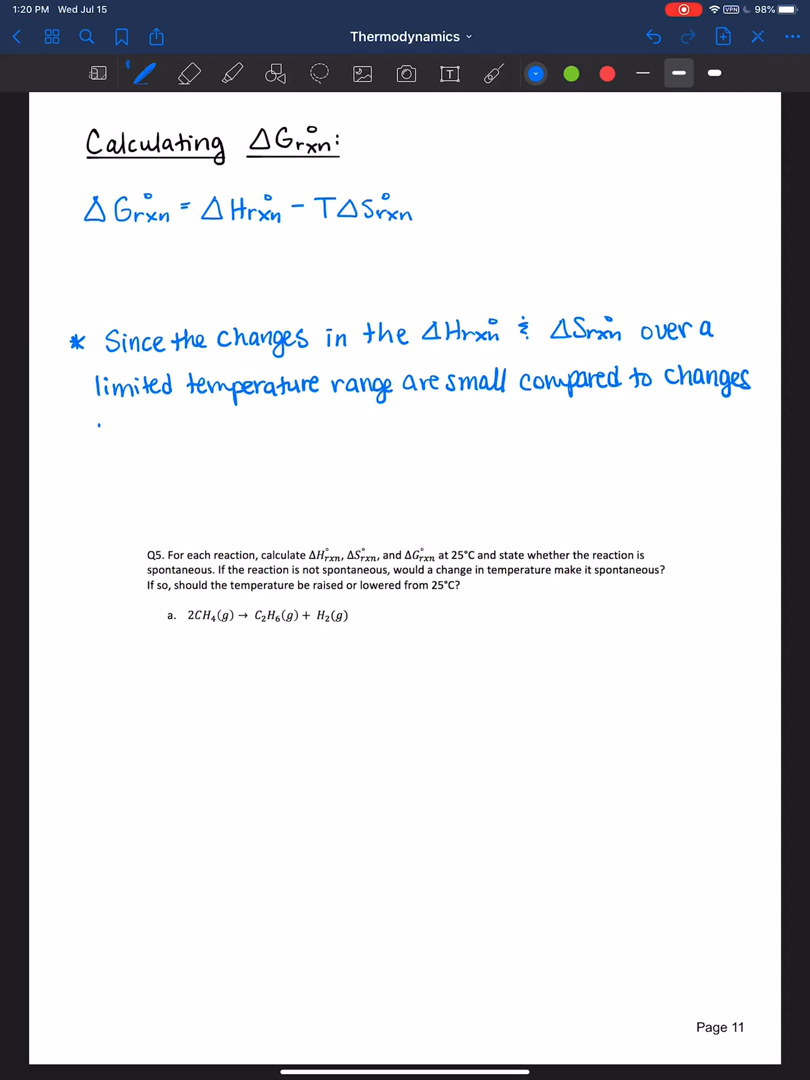 1:20 PM Wed Jul 15 VPN 98%
Thermodynamics
Calculating ΔG°rxn:
ΔG°rxn = ΔH°rxn - TΔS°rxn
* Since the changes in the ΔH°rxn & ΔS°rxn over a
limited temperature range are small compared to changes
Q5. For each reaction, calculate ΔH°rxn, ΔS°rxn, and ΔG°rxn at 25°C and state whether the reaction is
spontaneous. If the reaction is not spontaneous, would a change in temperature make it spontaneous?
If so, should the temperature be raised or lowered from 25°C?
a. 2CH₄(g) → C₂H₆(g) + H₂(g)
Page 11